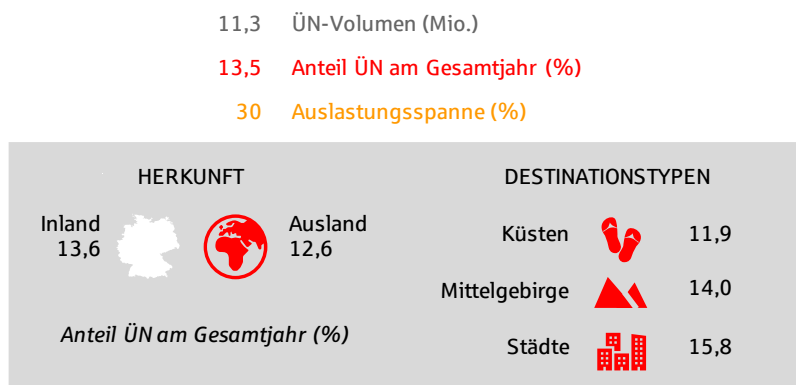 11,3 ÜN-Volumen (Mio.)
13,5 Anteil ÜN am Gesamtjahr (%)
30 Auslastungsspanne (%)
HERKUNFT
Inland
13,6
Ausland
12,6
Anteil ÜN am Gesamtjahr (%)
DESTINATIONSTYPEN
Küsten 11,9
Mittelgebirge 14,0
Städte 15,8